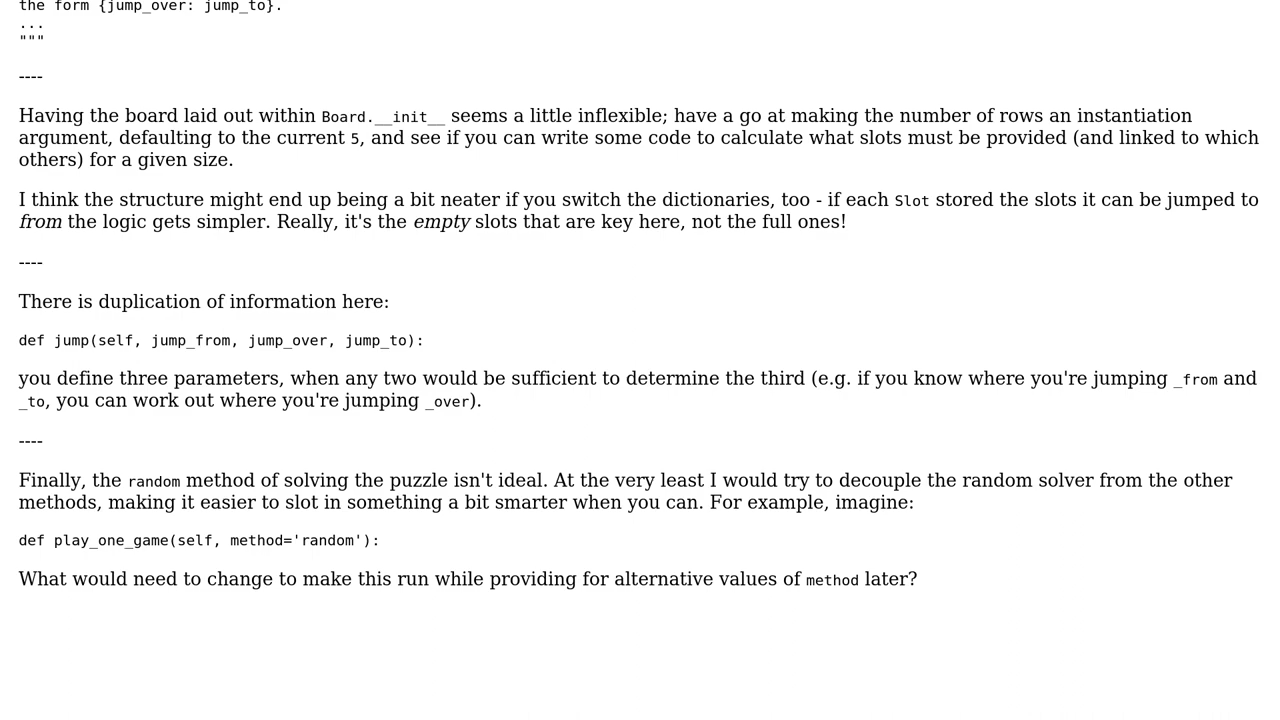 the form {jump_over: jump_to}.
...
"""
----
Having the board laid out within Board.__init__ seems a little inflexible; have a go at making the number of rows an instantiation
argument, defaulting to the current 5, and see if you can write some code to calculate what slots must be provided (and linked to which
others) for a given size.
I think the structure might end up being a bit neater if you switch the dictionaries, too - if each Slot stored the slots it can be jumped to
from the logic gets simpler. Really, it's the empty slots that are key here, not the full ones!
----
There is duplication of information here:
def jump(self, jump_from, jump_over, jump_to):
you define three parameters, when any two would be sufficient to determine the third (e.g. if you know where you're jumping _from and
_to, you can work out where you're jumping _over).
----
Finally, the random method of solving the puzzle isn't ideal. At the very least I would try to decouple the random solver from the other
methods, making it easier to slot in something a bit smarter when you can. For example, imagine:
def play_one_game(self, method='random'):
What would need to change to make this run while providing for alternative values of method later?